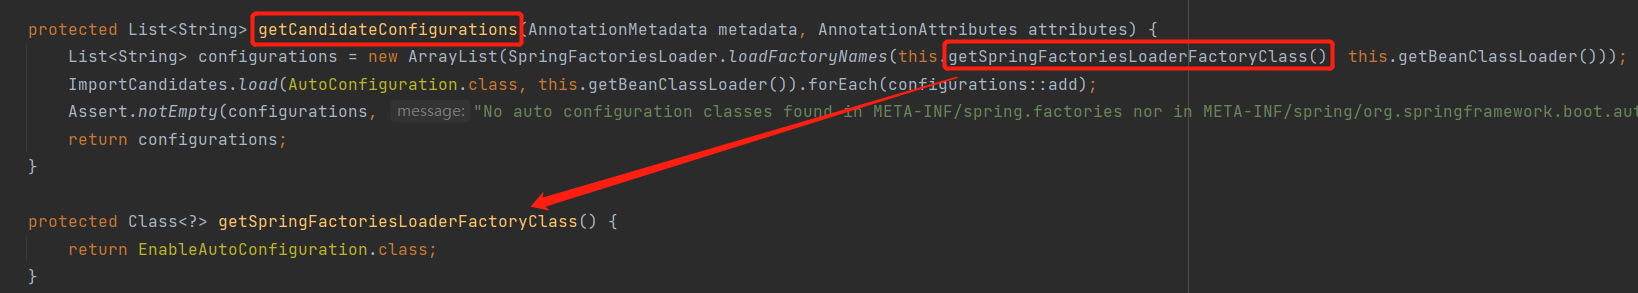 protected List<String> getCandidateConfigurations(AnnotationMetadata metadata, AnnotationAttributes attributes) {
List<String> configurations = new ArrayList(SpringFactoriesLoader.loadFactoryNames(this.getSpringFactoriesLoaderFactoryClass() this.getBeanClassLoader()));
ImportCandidates.load(AutoConfiguration.class, this.getBeanClassLoader()).forEach(configurations::add);
Assert.notEmpty(configurations, message: "No auto configuration classes found in META-INF/spring.factories nor in META-INF/spring/org.springframework.boot.aut
return configurations;
}
protected Class<?> getSpringFactoriesLoaderFactoryClass() {
return EnableAutoConfiguration.class;
}